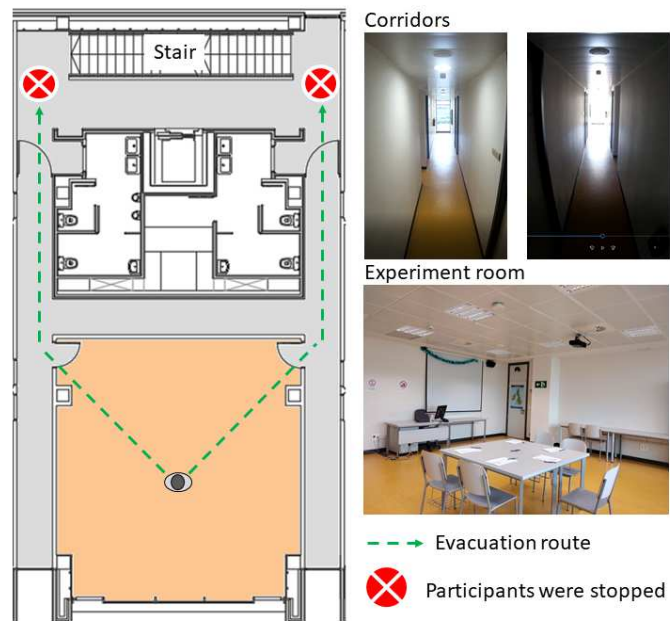 Corridors
Stair
Experiment room
Evacuation route
Participants were stopped